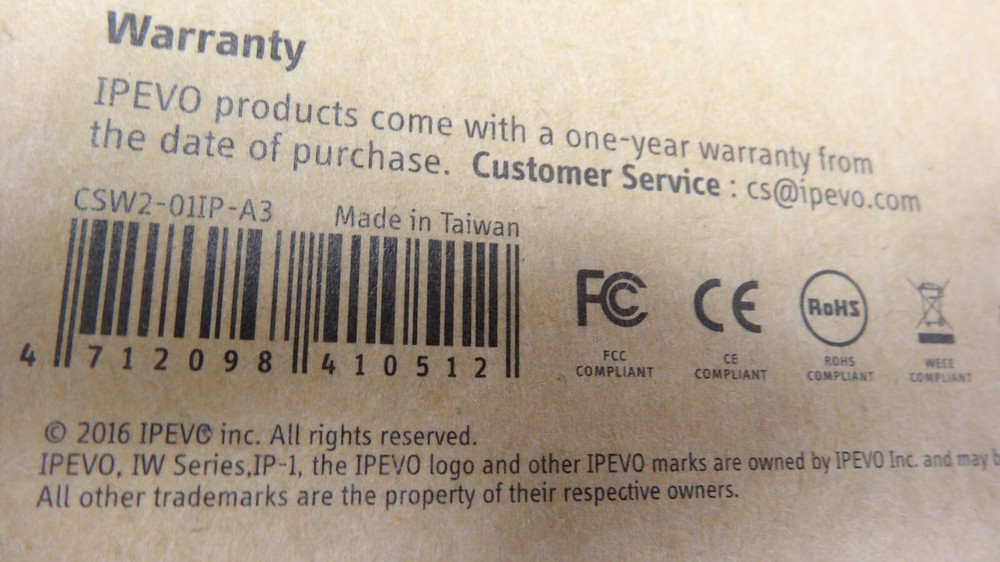 Warranty
IPEVO products come with a one-year warranty from
the date of purchase. Customer Service : cs@ipevo.com
CSW2-01IP-A3 Made in Taiwan
4 712098 410512
FC CE RoHS
FCC COMPLIANT
CE COMPLIANT
ROHS COMPLIANT
WEEE COMPLIANT
© 2016 IPEVO inc. All rights reserved.
IPEVO, IW Series,IP-1, the IPEVO logo and other IPEVO marks are owned by IPEVO Inc. and may
All other trademarks are the property of their respective owners.